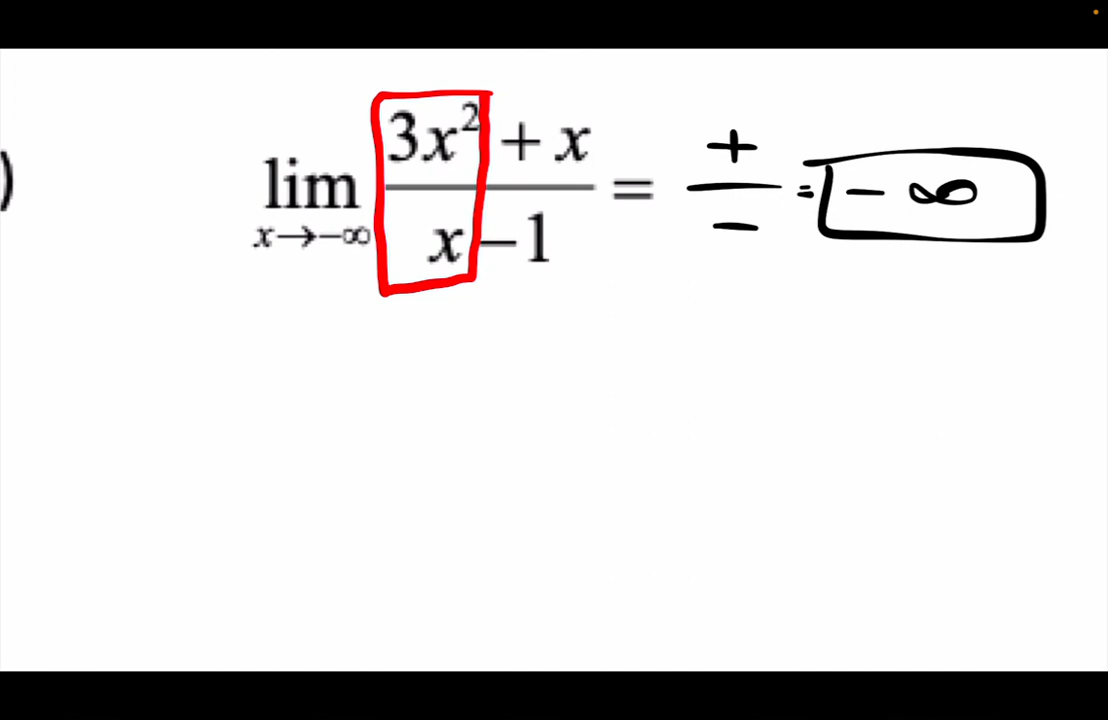 )
lim x→−∞ (3x² + x)/(x − 1) = +/− = − ∞